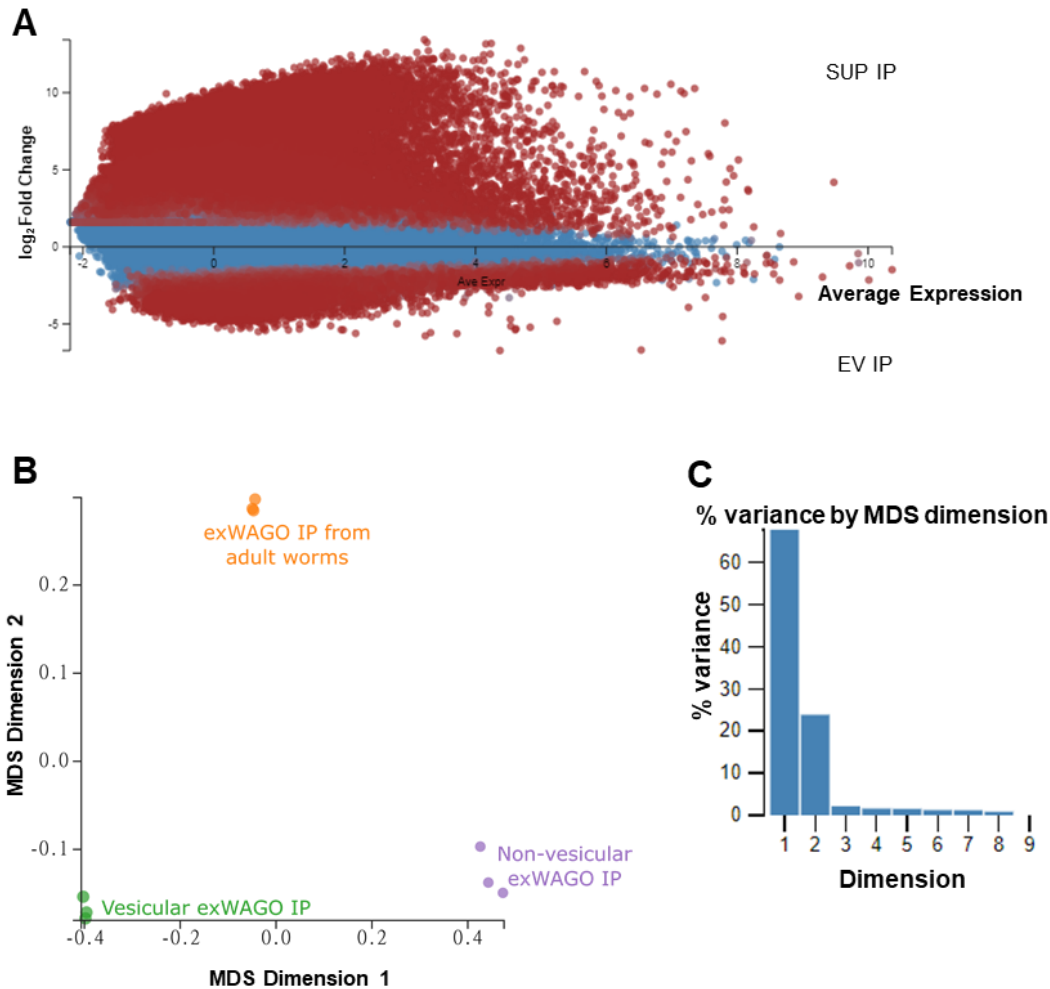 A
SUP IP
10
5
0
-5
log₂ Fold Change
-2
0
2
4
6
8
10
Ave Expr
Average Expression
EV IP
B
exWAGO IP from
adult worms
0.2
0.1
0.0
-0.1
MDS Dimension 2
Non-vesicular
exWAGO IP
Vesicular exWAGO IP
-0.4
-0.2
0.0
0.2
0.4
MDS Dimension 1
C
% variance by MDS dimension
60
50
40
30
20
10
0
% variance
1
2
3
4
5
6
7
8
9
Dimension